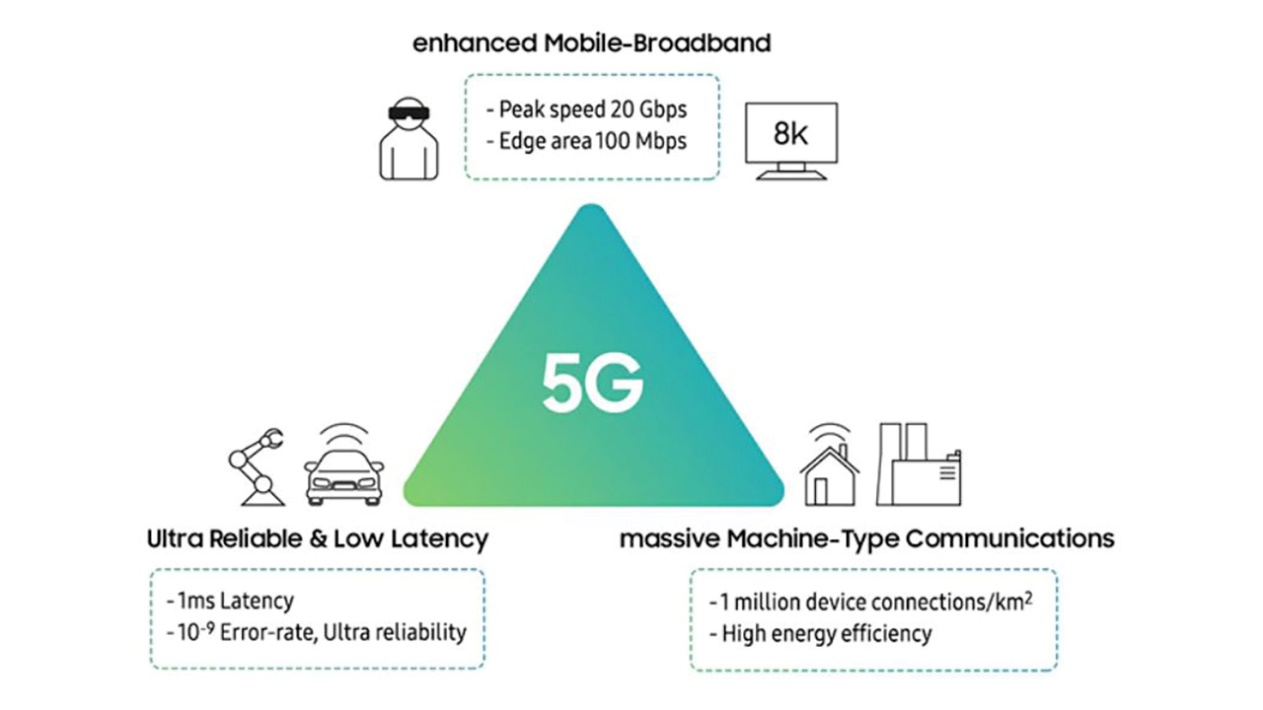 enhanced Mobile-Broadband
- Peak speed 20 Gbps
- Edge area 100 Mbps
8k
5G
Ultra Reliable & Low Latency
- 1ms Latency
- 10⁻⁹ Error-rate, Ultra reliability
massive Machine-Type Communications
- 1 million device connections/km²
- High energy efficiency